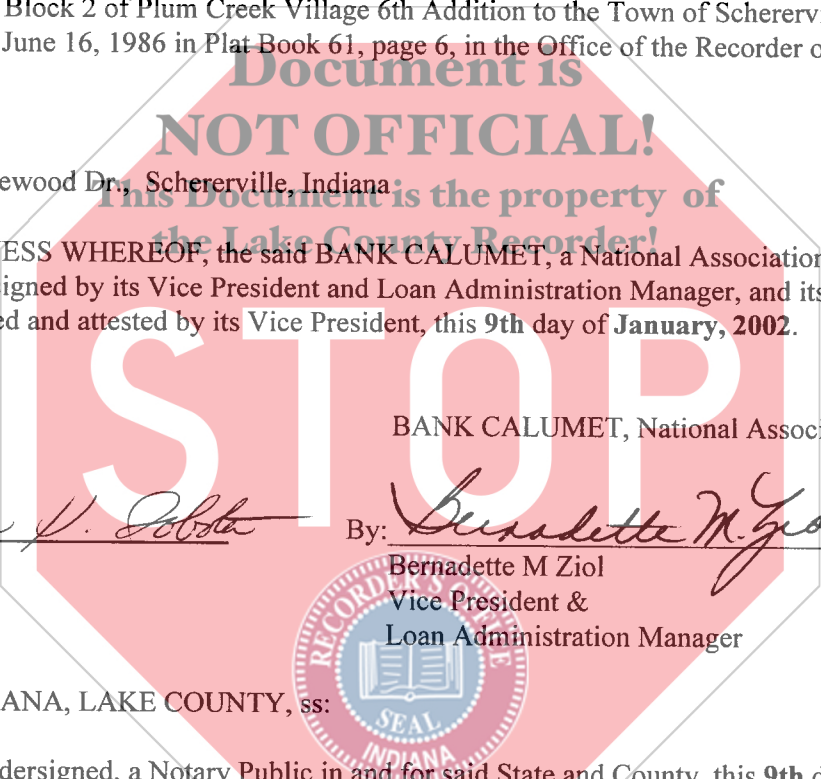 Block 2 of Plum Creek Village 6th Addition to the Town of Scherervi
June 16, 1986 in Plat Book 61, page 6, in the Office of the Recorder o
Document is
NOT OFFICIAL!
ewood Dr., Schererville, Indiana
This Document is the property of
the Lake County Recorder!
ESS WHEREOF, the said BANK CALUMET, a National Association
igned by its Vice President and Loan Administration Manager, and its
ed and attested by its Vice President, this 9th day of January, 2002.
STOP
BANK CALUMET, National Associ
By: Bernadette M. Zio
Bernadette M Ziol
Vice President &
Loan Administration Manager
RECORDER'S OFFICE
SEAL
INDIANA
ANA, LAKE COUNTY, ss:
dersigned, a Notary Public in and for said State and County, this 9th d